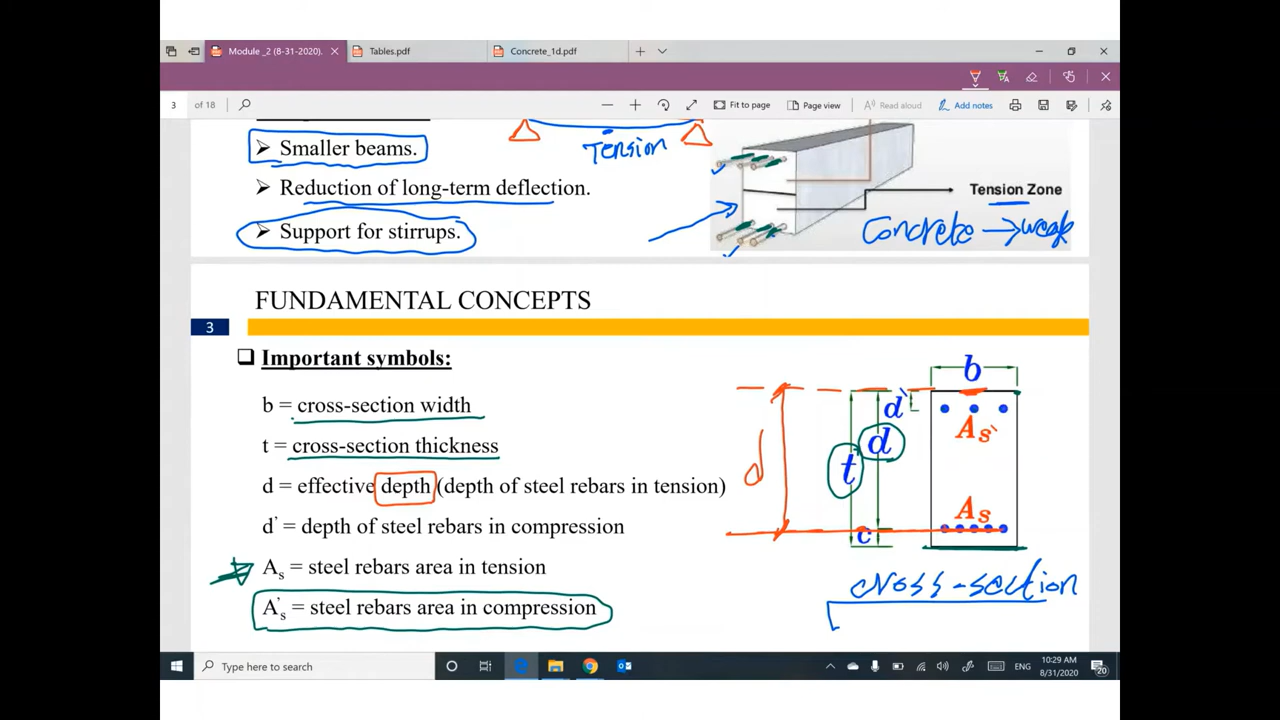 Module _2 (8-31-2020).
Tables.pdf
Concrete_1d.pdf
3 of 18
Fit to page
Page view
Read aloud
Add notes
Tension
➢ Smaller beams.
➢ Reduction of long-term deflection.
➢ Support for stirrups.
Tension Zone
Concrete → weak
FUNDAMENTAL CONCEPTS
3
❑ Important symbols:
b = cross-section width
t = cross-section thickness
d = effective depth (depth of steel rebars in tension)
d' = depth of steel rebars in compression
As = steel rebars area in tension
A's = steel rebars area in compression
b
d'
As'
d
d
t
As
c
cross-section
Type here to search
ENG
10:29 AM
8/31/2020
20